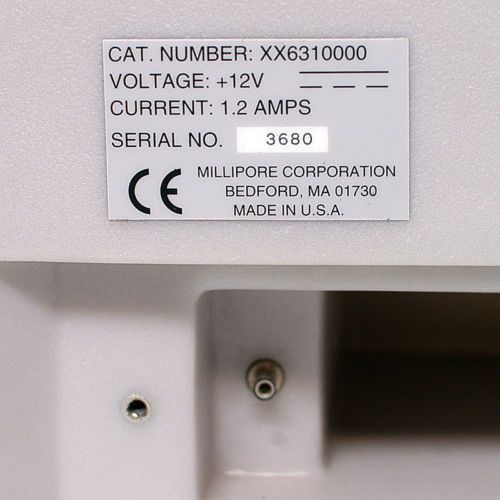 CAT. NUMBER: XX6310000
VOLTAGE: +12V
CURRENT: 1.2 AMPS
SERIAL NO. 3680
CE
MILLIPORE CORPORATION
BEDFORD, MA 01730
MADE IN U.S.A.